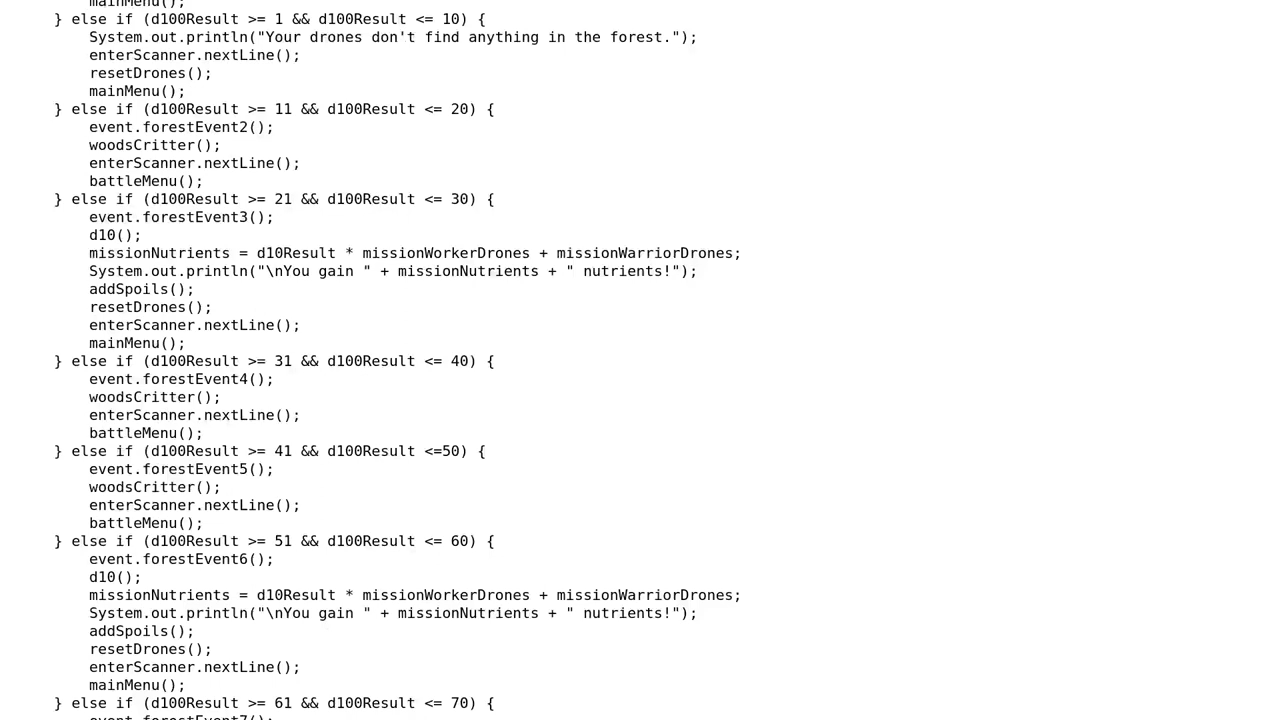 mainMenu();
} else if (d100Result >= 1 && d100Result <= 10) {
System.out.println("Your drones don't find anything in the forest.");
enterScanner.nextLine();
resetDrones();
mainMenu();
} else if (d100Result >= 11 && d100Result <= 20) {
event.forestEvent2();
woodsCritter();
enterScanner.nextLine();
battleMenu();
} else if (d100Result >= 21 && d100Result <= 30) {
event.forestEvent3();
d10();
missionNutrients = d10Result * missionWorkerDrones + missionWarriorDrones;
System.out.println("\nYou gain " + missionNutrients + " nutrients!");
addSpoils();
resetDrones();
enterScanner.nextLine();
mainMenu();
} else if (d100Result >= 31 && d100Result <= 40) {
event.forestEvent4();
woodsCritter();
enterScanner.nextLine();
battleMenu();
} else if (d100Result >= 41 && d100Result <=50) {
event.forestEvent5();
woodsCritter();
enterScanner.nextLine();
battleMenu();
} else if (d100Result >= 51 && d100Result <= 60) {
event.forestEvent6();
d10();
missionNutrients = d10Result * missionWorkerDrones + missionWarriorDrones;
System.out.println("\nYou gain " + missionNutrients + " nutrients!");
addSpoils();
resetDrones();
enterScanner.nextLine();
mainMenu();
} else if (d100Result >= 61 && d100Result <= 70) {
event.forestEvent7();